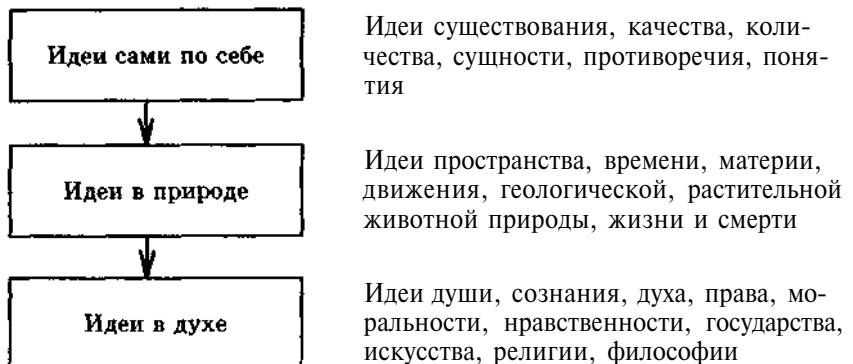 Идеи сами по себе
Идеи существования, качества, коли-
чества, сущности, противоречия, поня-
тия
Идеи в природе
Идеи пространства, времени, материи,
движения, геологической, растительной
животной природы, жизни и смерти
Идеи в духе
Идеи души, сознания, духа, права, мо-
ральности, нравственности, государства,
искусства, религии, философии